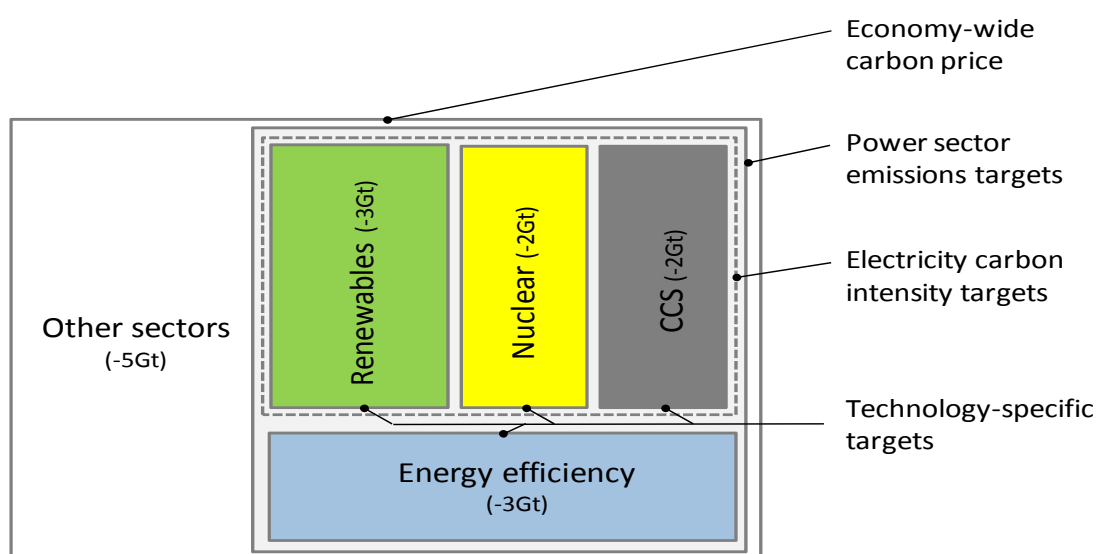 Economy-wide
carbon price
Power sector
emissions targets
Electricity carbon
intensity targets
Technology-specific
targets
Other sectors
(-5Gt)
Renewables (-3Gt)
Nuclear (-2Gt)
CCS (-2Gt)
Energy efficiency
(-3Gt)